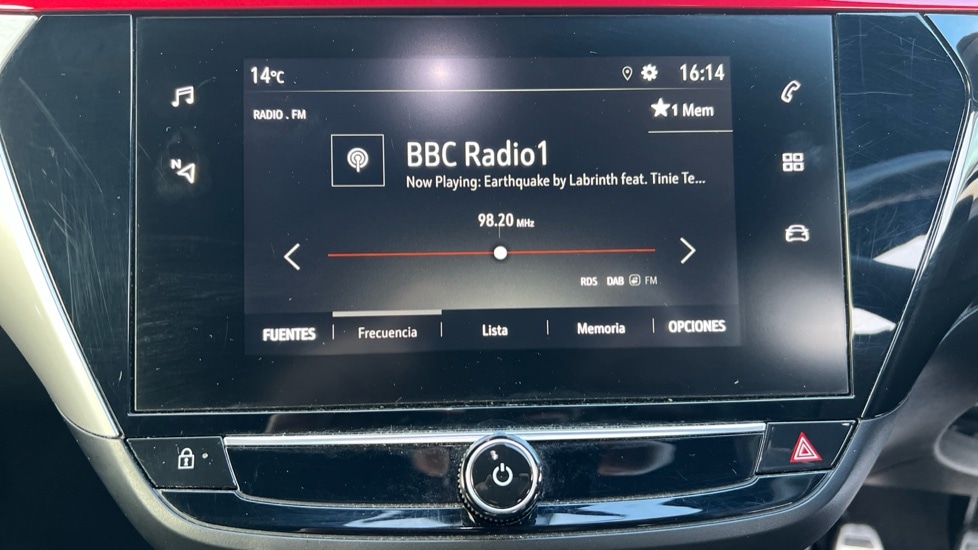 14°C
16:14
RADIO . FM
1 Mem
N
BBC Radio1
Now Playing: Earthquake by Labrinth feat. Tinie Te...
98.20 MHz
RDS DAB FM
FUENTES Frecuencia Lista Memoria OPCIONES